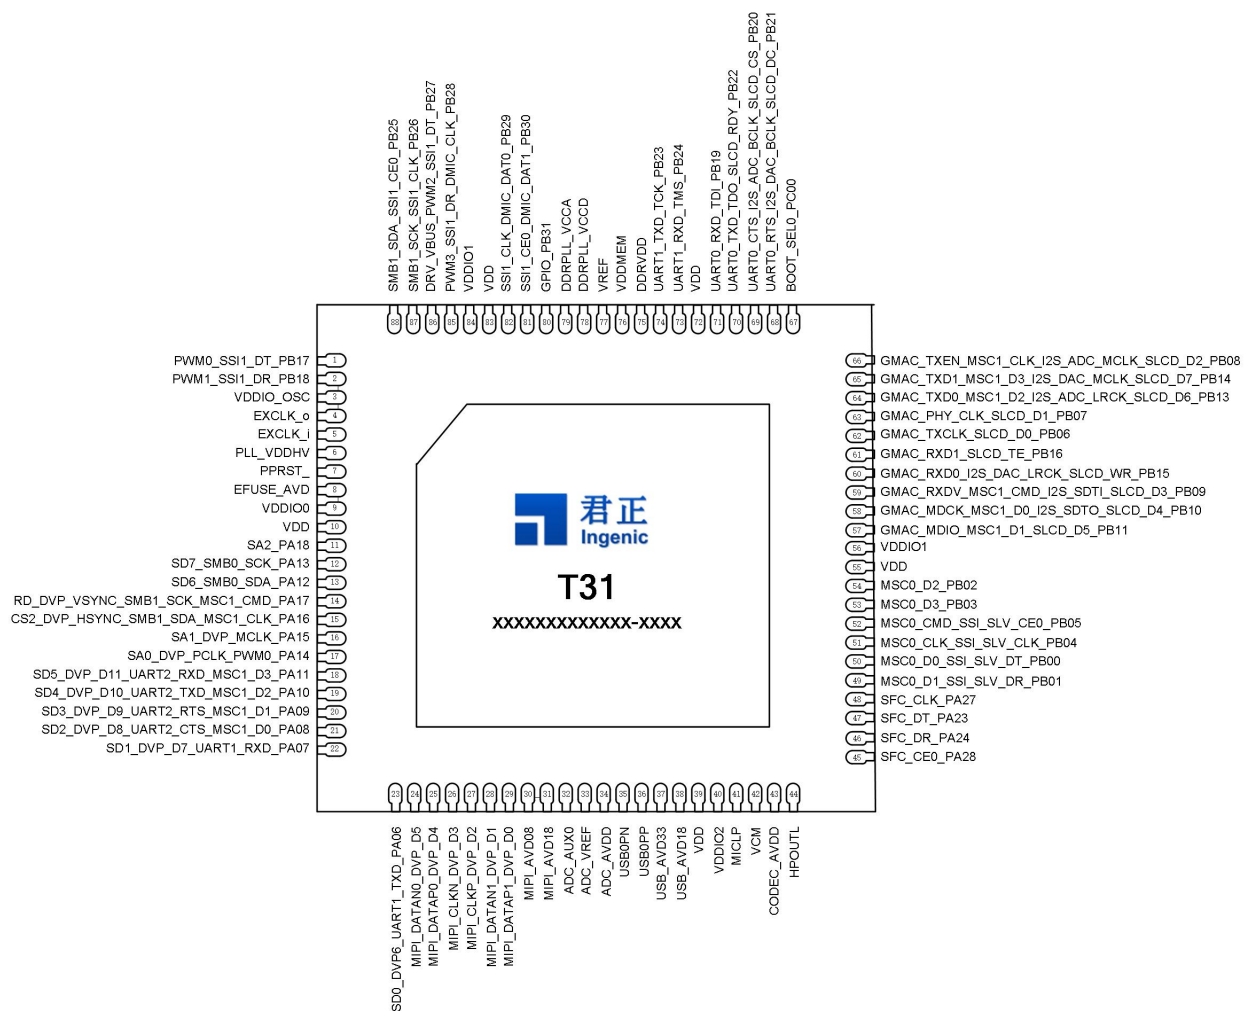 SMB1_SDA_SSI1_CE0_PB25
SMB1_SCK_SSI1_CLK_PB26
DRV_VBUS_PWM2_SSI1_DT_PB27
PWM3_SSI1_DR_DMIC_CLK_PB28
VDDIO1
VDD
SSI1_CLK_DMIC_DAT0_PB29
SSI1_CE0_DMIC_DAT1_PB30
GPIO_PB31
DDRPLL_VCCA
DDRPLL_VCCD
VREF
VDDMEM
DDRVDD
UART1_TXD_TCK_PB23
UART1_RXD_TMS_PB24
VDD
UART0_RXD_TDI_PB19
UART0_TXD_TDO_SLCD_RDY_PB22
UART0_CTS_I2S_ADC_BCLK_SLCD_CS_PB20
UART0_RTS_I2S_DAC_BCLK_SLCD_DC_PB21
BOOT_SEL0_PC00
88 87 86 85 84 83 82 81 80 79 78 77 76 75 74 73 72 71 70 69 68 67
PWM0_SSI1_DT_PB17 1
PWM1_SSI1_DR_PB18 2
VDDIO_OSC 3
EXCLK_o 4
EXCLK_i 5
PLL_VDDHV 6
PPRST_ 7
EFUSE_AVD 8
VDDIO0 9
VDD 10
SA2_PA18 11
SD7_SMB0_SCK_PA13 12
SD6_SMB0_SDA_PA12 13
RD_DVP_VSYNC_SMB1_SCK_MSC1_CMD_PA17 14
CS2_DVP_HSYNC_SMB1_SDA_MSC1_CLK_PA16 15
SA1_DVP_MCLK_PA15 16
SA0_DVP_PCLK_PWM0_PA14 17
SD5_DVP_D11_UART2_RXD_MSC1_D3_PA11 18
SD4_DVP_D10_UART2_TXD_MSC1_D2_PA10 19
SD3_DVP_D9_UART2_RTS_MSC1_D1_PA09 20
SD2_DVP_D8_UART2_CTS_MSC1_D0_PA08 21
SD1_DVP_D7_UART1_RXD_PA07 22
君正
Ingenic
T31
xxxxxxxxxxxxx-xxxx
66 GMAC_TXEN_MSC1_CLK_I2S_ADC_MCLK_SLCD_D2_PB08
65 GMAC_TXD1_MSC1_D3_I2S_DAC_MCLK_SLCD_D7_PB14
64 GMAC_TXD0_MSC1_D2_I2S_ADC_LRCK_SLCD_D6_PB13
63 GMAC_PHY_CLK_SLCD_D1_PB07
62 GMAC_TXCLK_SLCD_D0_PB06
61 GMAC_RXD1_SLCD_TE_PB16
60 GMAC_RXD0_I2S_DAC_LRCK_SLCD_WR_PB15
59 GMAC_RXDV_MSC1_CMD_I2S_SDTI_SLCD_D3_PB09
58 GMAC_MDCK_MSC1_D0_I2S_SDTO_SLCD_D4_PB10
57 GMAC_MDIO_MSC1_D1_SLCD_D5_PB11
56 VDDIO1
55 VDD
54 MSC0_D2_PB02
53 MSC0_D3_PB03
52 MSC0_CMD_SSI_SLV_CE0_PB05
51 MSC0_CLK_SSI_SLV_CLK_PB04
50 MSC0_D0_SSI_SLV_DT_PB00
49 MSC0_D1_SSI_SLV_DR_PB01
48 SFC_CLK_PA27
47 SFC_DT_PA23
46 SFC_DR_PA24
45 SFC_CE0_PA28
23 24 25 26 27 28 29 30 31 32 33 34 35 36 37 38 39 40 41 42 43 44
SD0_DVP6_UART1_TXD_PA06
MIPI_DATAN0_DVP_D5
MIPI_DATAP0_DVP_D4
MIPI_CLKN_DVP_D3
MIPI_CLKP_DVP_D2
MIPI_DATAN1_DVP_D1
MIPI_DATAP1_DVP_D0
MIPI_AVD08
MIPI_AVD18
ADC_AUX0
ADC_VREF
ADC_AVDD
USB0PN
USB0PP
USB_AVD33
USB_AVD18
VDD
VDDIO2
MICLP
VCM
CODEC_AVDD
HPOUTL